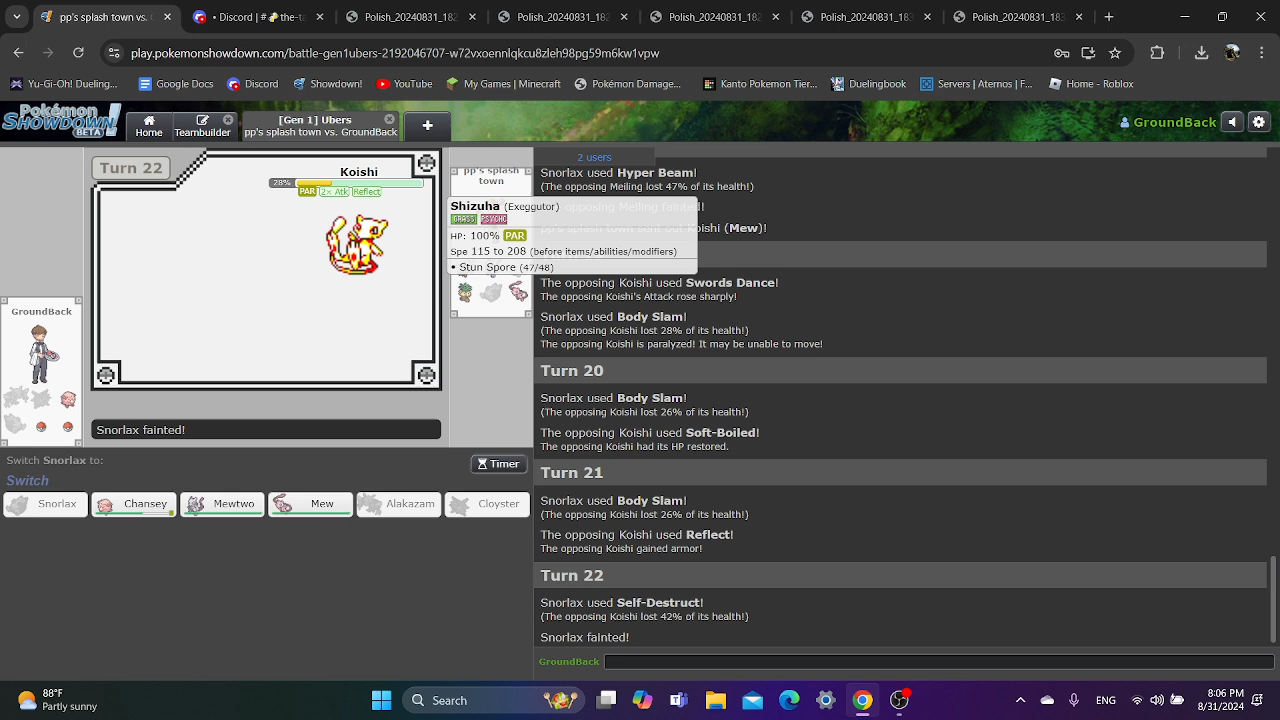 pp's splash town vs.
• Discord | #
the-ta
Polish_20240831_182
Polish_20240831_183
Polish_20240831_182
Polish_20240831_183
Polish_20240831_183
play.pokemonshowdown.com/battle-gen1ubers-2192046707-w72vxoennlqkcu8zleh98pg59m6kw1vpw
Yu-Gi-Oh! Dueling...
Google Docs
Discord
Showdown!
YouTube
My Games | Minecraft
Pokémon Damage...
Kanto Pokemon Tier...
Duelingbook
Servers | Aternos | F...
Home - Roblox
Pokémon
Showdown!
BETA
Home
Teambuilder
[Gen 1] Ubers
pp's splash town vs. GroundBack
+
GroundBack
2 users
Turn 22
Koishi
28%
PAR 2× Atk Reflect
pp's splash
town
Shizuha (Exeggutor)
GRASS PSYCHC
HP: 100% PAR
Spe 115 to 208 (before items/abilities/modifiers)
• Stun Spore (47/48)
GroundBack
Snorlax fainted!
Switch Snorlax to:
Timer
Switch
Snorlax
Chansey
Mewtwo
Mew
Alakazam
Cloyster
Snorlax used Hyper Beam!
(The opposing Meiling lost 47% of its health!)
opposing Meiling fainted!
pp's splash town sent out Koishi (Mew)!
The opposing Koishi used Swords Dance!
The opposing Koishi's Attack rose sharply!
Snorlax used Body Slam!
(The opposing Koishi lost 28% of its health!)
The opposing Koishi is paralyzed! It may be unable to move!
Turn 20
Snorlax used Body Slam!
(The opposing Koishi lost 26% of its health!)
The opposing Koishi used Soft-Boiled!
The opposing Koishi had its HP restored.
Turn 21
Snorlax used Body Slam!
(The opposing Koishi lost 26% of its health!)
The opposing Koishi used Reflect!
The opposing Koishi gained armor!
Turn 22
Snorlax used Self-Destruct!
(The opposing Koishi lost 42% of its health!)
Snorlax fainted!
GroundBack
88°F
Partly sunny
Search
ENG
8:06 PM
8/31/2024